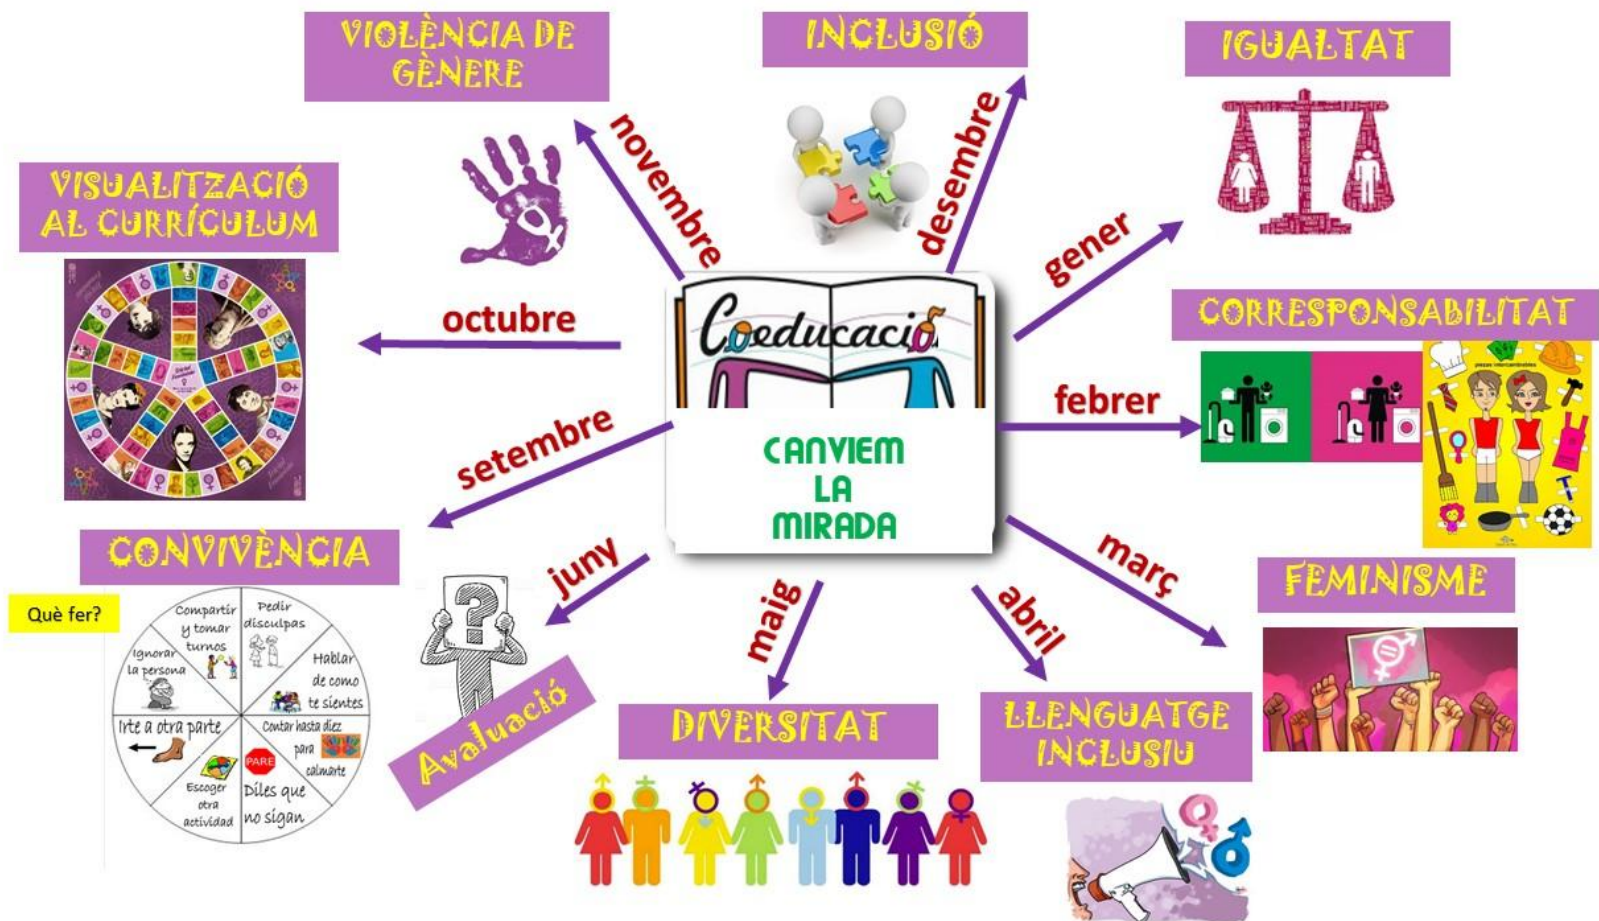 VIOLÈNCIA DE
GÈNERE
INCLUSIÓ
IGUALTAT
novembre
desembre
gener
VISUALITZACIÓ
AL CURRÍCULUM
octubre
Coeducació
CORRESPONSABILITAT
piezas intercambiables
febrer
setembre
CANVIEM
LA
MIRADA
CONVIVÈNCIA
juny
maig
abril
març
FEMINISME
Què fer?
Compartir
y tomar
turnos
Pedir
disculpas
Ignorar
la persona
Hablar
de como
te sientes
Irte a otra parte
Contar hasta diez
para
calmarte
PARE
Escoger
otra
actividad
Diles que
no sigan
?
Avaluació
DIVERSITAT
LLENGUATGE
INCLUSIU